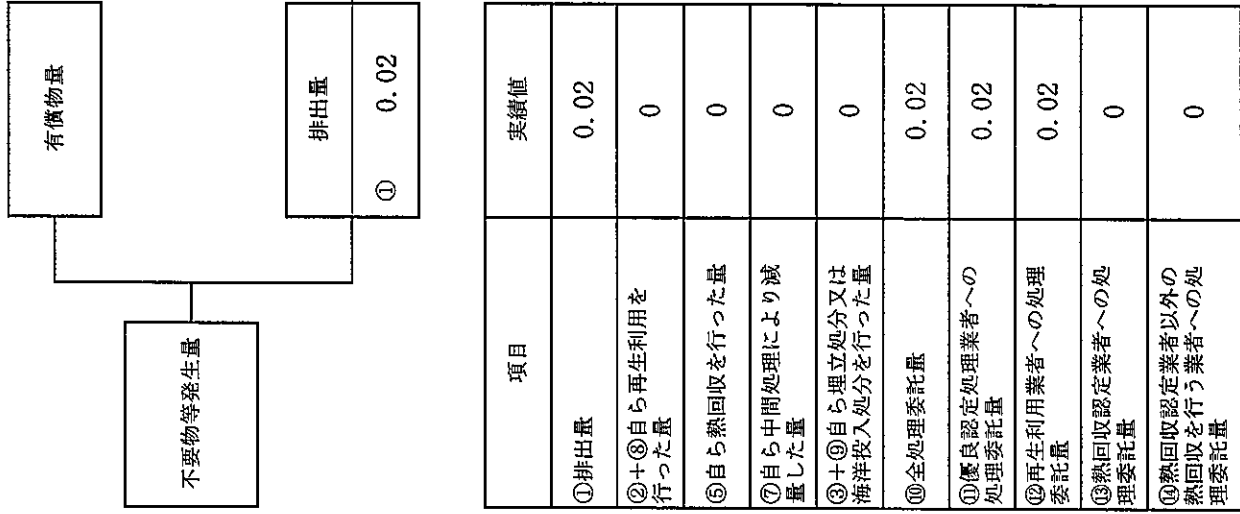 有償物量
不要物等発生量
排出量
① 0.02
項目 実績値
①排出量 0.02
②+⑧自ら再生利用を
行った量 0
⑤自ら熱回収を行った量 0
⑦自ら中間処理により減
量した量 0
③+⑨自ら埋立処分又は
海洋投入処分を行った量 0
⑩全処理委託量 0.02
⑪優良認定処理業者への
処理委託量 0.02
⑫再生利用業者への処理
委託量 0.02
⑬熱回収認定業者への処
理委託量 0
⑭熱回収認定業者以外の
熱回収を行う業者への処
理委託量 0